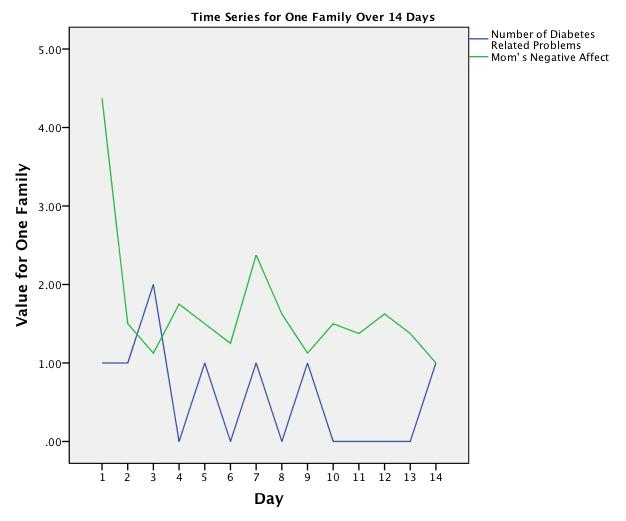 Time Series for One Family Over 14 Days
Number of Diabetes
Related Problems
Mom's Negative Affect
Value for One Family
5.00
4.00
3.00
2.00
1.00
.00
1 2 3 4 5 6 7 8 9 10 11 12 13 14
Day